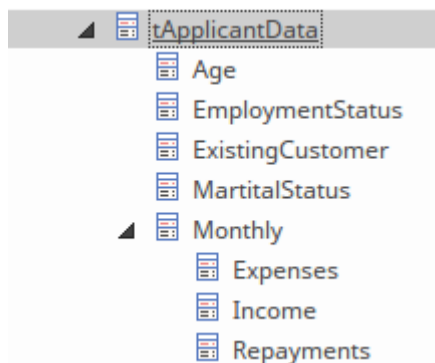 tApplicantData
Age
EmploymentStatus
ExistingCustomer
MartitalStatus
Monthly
Expenses
Income
Repayments